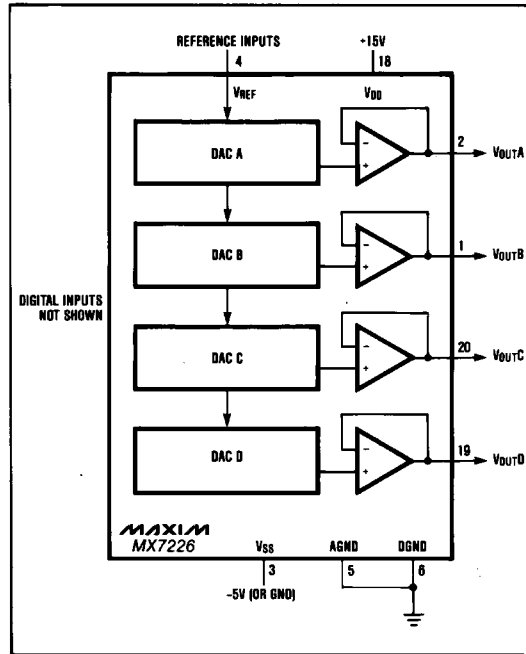 REFERENCE INPUTS
+15V
4
18
VREF
VDD
DAC A
−
+
2
VOUTA
DAC B
−
+
1
VOUTB
DIGITAL INPUTS
NOT SHOWN
DAC C
−
+
20
VOUTC
DAC D
−
+
19
VOUTD
MAXIM
MX7226
VSS
AGND
DGND
3
5
6
−5V (OR GND)